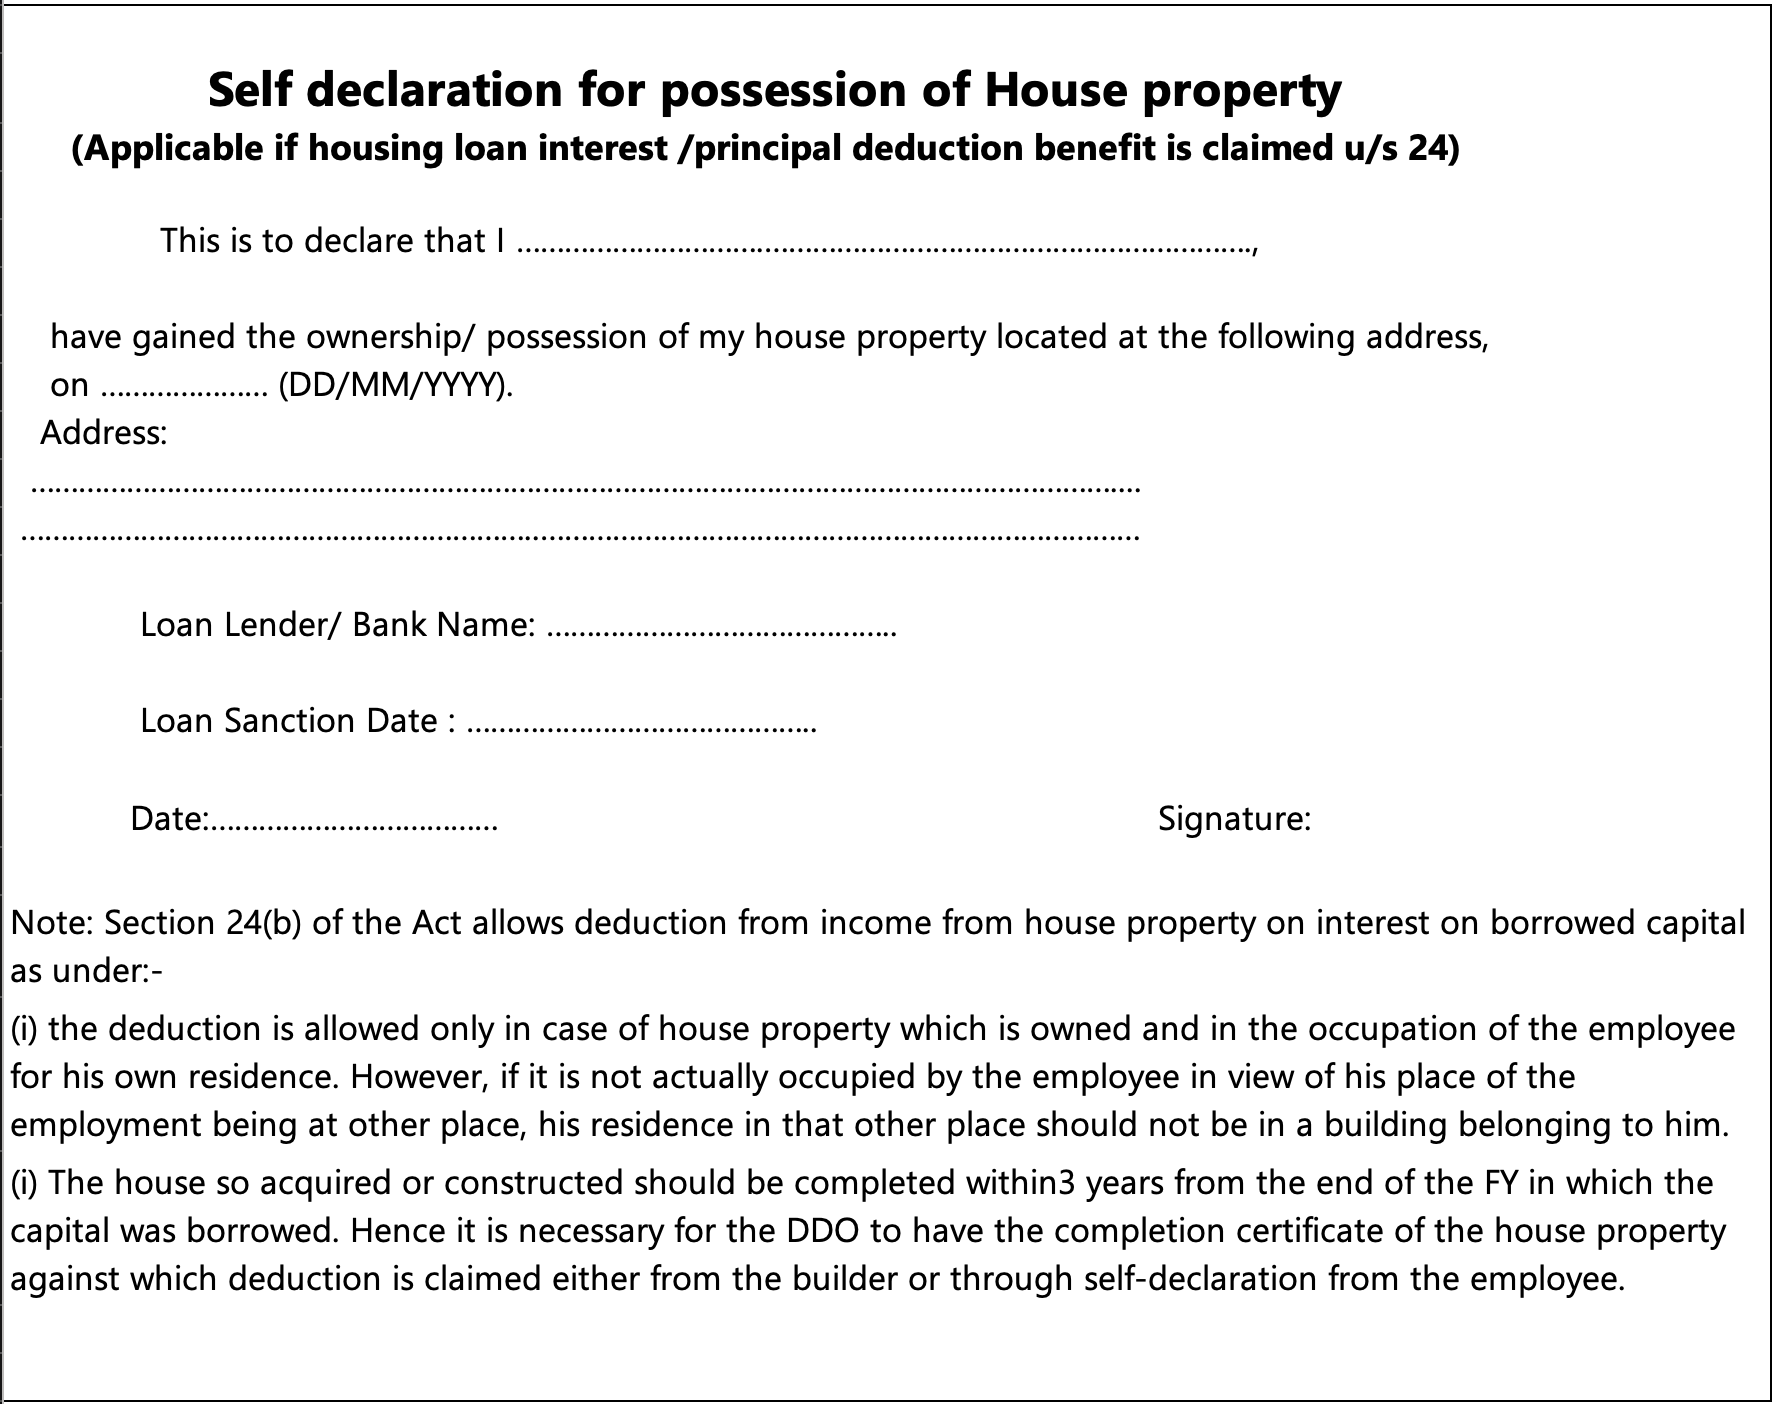 Self declaration for possession of House property
(Applicable if housing loan interest /principal deduction benefit is claimed u/s 24)
This is to declare that I ………………………………………………………………………………….,
have gained the ownership/ possession of my house property located at the following address,
on ………………… (DD/MM/YYYY).
Address:
……………………………………………………………………………………………………………………………
……………………………………………………………………………………………………………………………
Loan Lender/ Bank Name: ……………………………………..
Loan Sanction Date : ……………………………………..
Date:……………………………… Signature:
Note: Section 24(b) of the Act allows deduction from income from house property on interest on borrowed capital
as under:-
(i) the deduction is allowed only in case of house property which is owned and in the occupation of the employee
for his own residence. However, if it is not actually occupied by the employee in view of his place of the
employment being at other place, his residence in that other place should not be in a building belonging to him.
(i) The house so acquired or constructed should be completed within3 years from the end of the FY in which the
capital was borrowed. Hence it is necessary for the DDO to have the completion certificate of the house property
against which deduction is claimed either from the builder or through self-declaration from the employee.